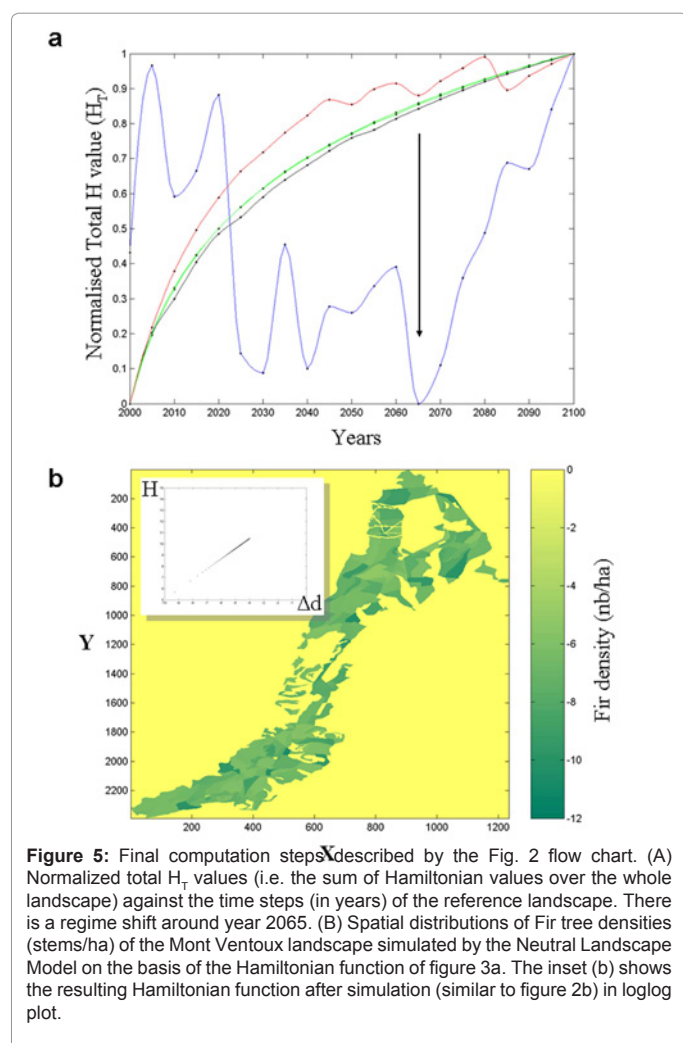 a
Normalised Total H value (H_T)
1
0.9
0.8
0.7
0.6
0.5
0.4
0.3
0.2
0.1
0
2000 2010 2020 2030 2040 2050 2060 2070 2080 2090 2100
Years
b
H
Δd
Y
200
400
600
800
1000
1200
1400
1600
1800
2000
2200
200 400 600 800 1000 1200
X
0
-2
-4
-6
-8
-10
-12
Fir density (nb/ha)
Figure 5: Final computation steps described by the Fig. 2 flow chart. (A)
Normalized total H_T values (i.e. the sum of Hamiltonian values over the whole
landscape) against the time steps (in years) of the reference landscape. There
is a regime shift around year 2065. (B) Spatial distributions of Fir tree densities
(stems/ha) of the Mont Ventoux landscape simulated by the Neutral Landscape
Model on the basis of the Hamiltonian function of figure 3a. The inset (b) shows
the resulting Hamiltonian function after simulation (similar to figure 2b) in loglog
plot.